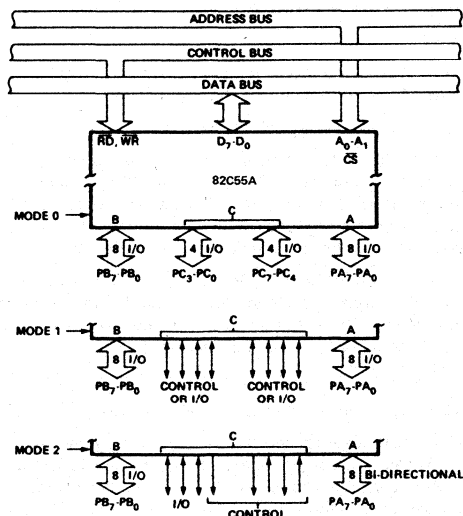 ADDRESS BUS
CONTROL BUS
DATA BUS
RD, WR D7-D0 A0-A1
CS
82C55A
MODE 0 B C A
8 I/O 4 I/O 4 I/O 8 I/O
PB7-PB0 PC3-PC0 PC7-PC4 PA7-PA0
MODE 1 B C A
8 I/O 8 I/O
PB7-PB0 CONTROL OR I/O CONTROL OR I/O PA7-PA0
MODE 2 B C A
8 I/O 8 BI-DIRECTIONAL
PB7-PB0 I/O PA7-PA0
CONTROL